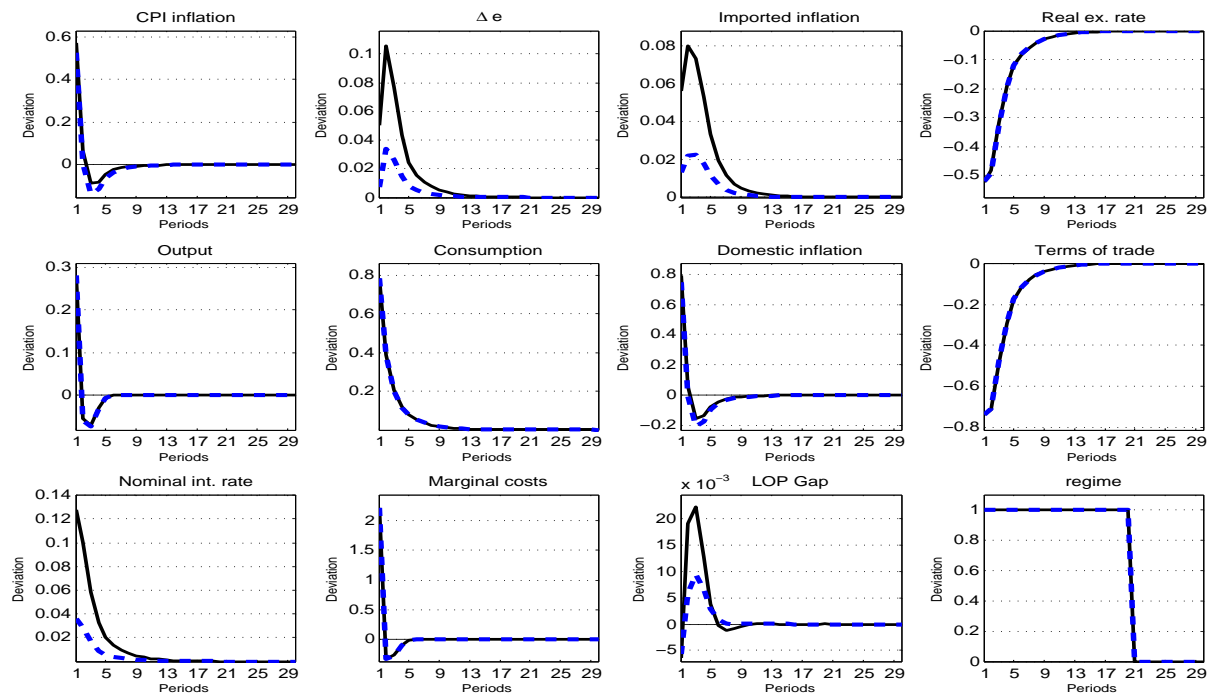 CPI inflation
0.6
0.4
0.2
0
Deviation
1 5 9 13 17 21 25 29
Periods
Δ e
0.1
0.08
0.06
0.04
0.02
0
Deviation
1 5 9 13 17 21 25 29
Periods
Imported inflation
0.08
0.06
0.04
0.02
0
Deviation
1 5 9 13 17 21 25 29
Periods
Real ex. rate
0
−0.1
−0.2
−0.3
−0.4
−0.5
Deviation
1 5 9 13 17 21 25 29
Periods
Output
0.3
0.2
0.1
0
Deviation
1 5 9 13 17 21 25 29
Periods
Consumption
0.8
0.6
0.4
0.2
Deviation
1 5 9 13 17 21 25 29
Periods
Domestic inflation
0.8
0.6
0.4
0.2
0
−0.2
Deviation
1 5 9 13 17 21 25 29
Periods
Terms of trade
0
−0.2
−0.4
−0.6
−0.8
Deviation
1 5 9 13 17 21 25 29
Periods
Nominal int. rate
0.14
0.12
0.1
0.08
0.06
0.04
0.02
Deviation
1 5 9 13 17 21 25 29
Periods
Marginal costs
2
1.5
1
0.5
0
Deviation
1 5 9 13 17 21 25 29
Periods
LOP Gap
x 10⁻³
20
15
10
5
0
−5
Deviation
1 5 9 13 17 21 25 29
Periods
regime
1
0.8
0.6
0.4
0.2
0
Deviation
1 5 9 13 17 21 25 29
Periods